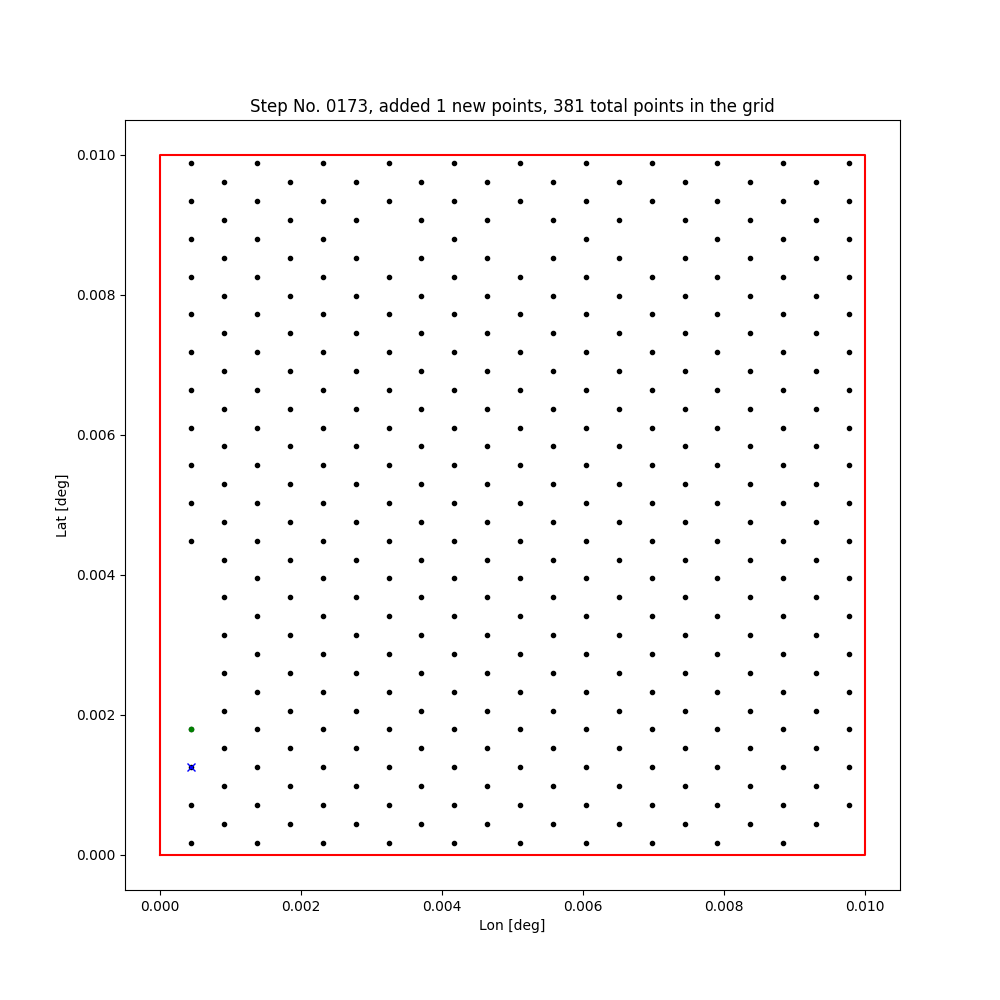 Step No. 0173, added 1 new points, 381 total points in the grid
0.010
0.008
0.006
0.004
0.002
0.000
Lat [deg]
0.000 0.002 0.004 0.006 0.008 0.010
Lon [deg]